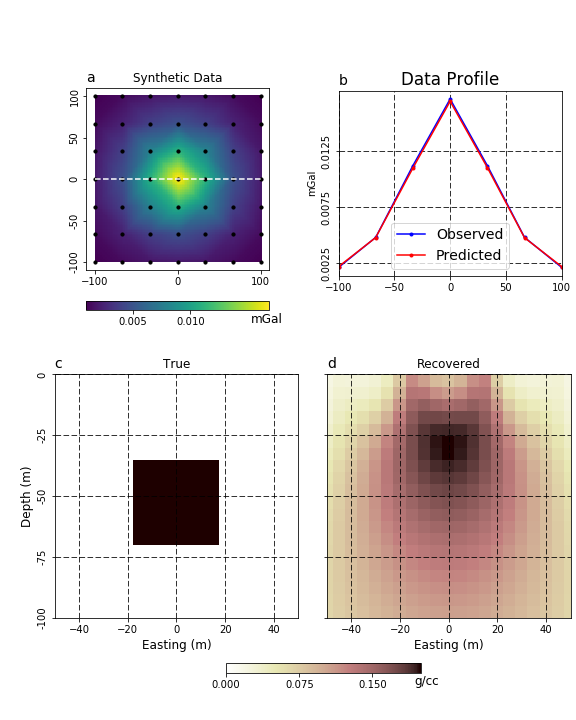 a
Synthetic Data
100
50
0
-50
-100
−100
0
100
0.005
0.010
mGal
b
Data Profile
mGal
0.0125
0.0075
0.0025
Observed
Predicted
−100
−50
0
50
100
c
True
Depth (m)
0
-25
-50
-75
-100
−40
−20
0
20
40
Easting (m)
d
Recovered
−40
−20
0
20
40
Easting (m)
0.000
0.075
0.150
g/cc